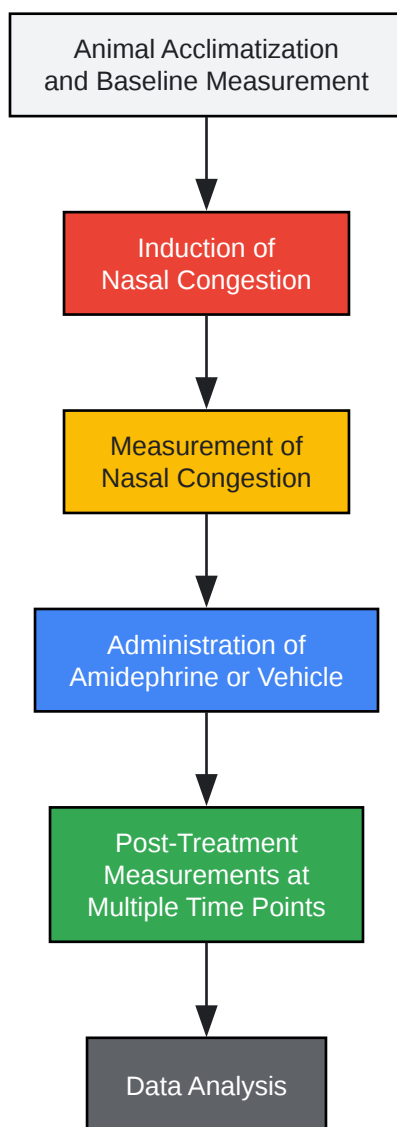 Animal Acclimatization
and Baseline Measurement
Induction of
Nasal Congestion
Measurement of
Nasal Congestion
Administration of
Amidephrine or Vehicle
Post-Treatment
Measurements at
Multiple Time Points
Data Analysis